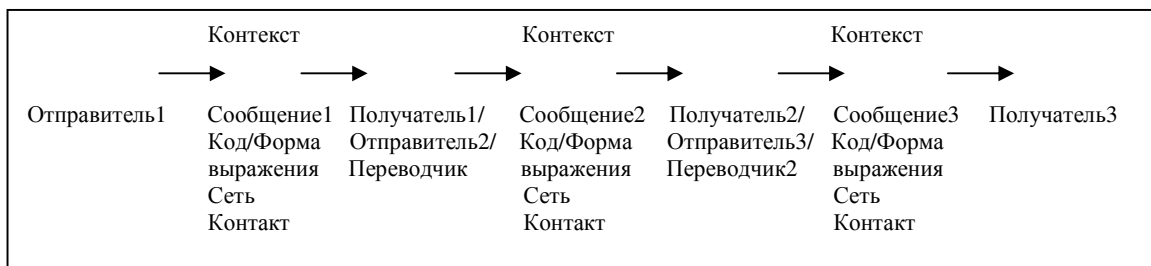 Контекст Контекст Контекст
Отправитель1 Сообщение1 Получатель1/ Сообщение2 Получатель2/ Сообщение3 Получатель3
Код/Форма Отправитель2/ Код/Форма Отправитель3/ Код/Форма
выражения Переводчик выражения Переводчик2 выражения
Сеть Сеть Сеть
Контакт Контакт Контакт